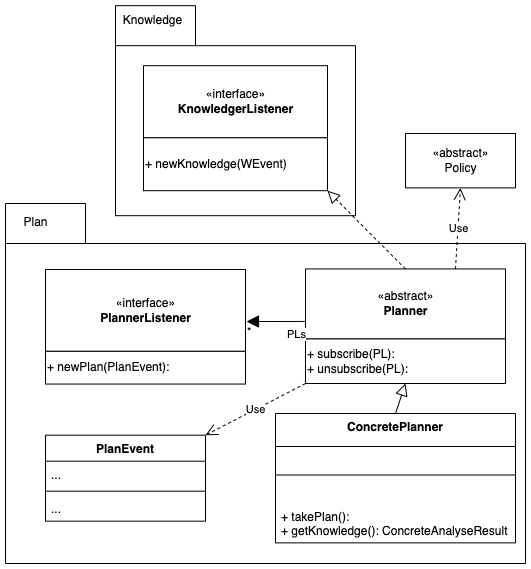 Knowledge
«interface»
KnowledgerListener
+ newKnowledge(WEvent)
«abstract»
Policy
Use
Plan
«interface»
PlannerListener
+ newPlan(PlanEvent):
«abstract»
Planner
+ subscribe(PL):
+ unsubscribe(PL):
*
PLs
Use
PlanEvent
...
...
ConcretePlanner
+ takePlan():
+ getKnowledge(): ConcreteAnalyseResult